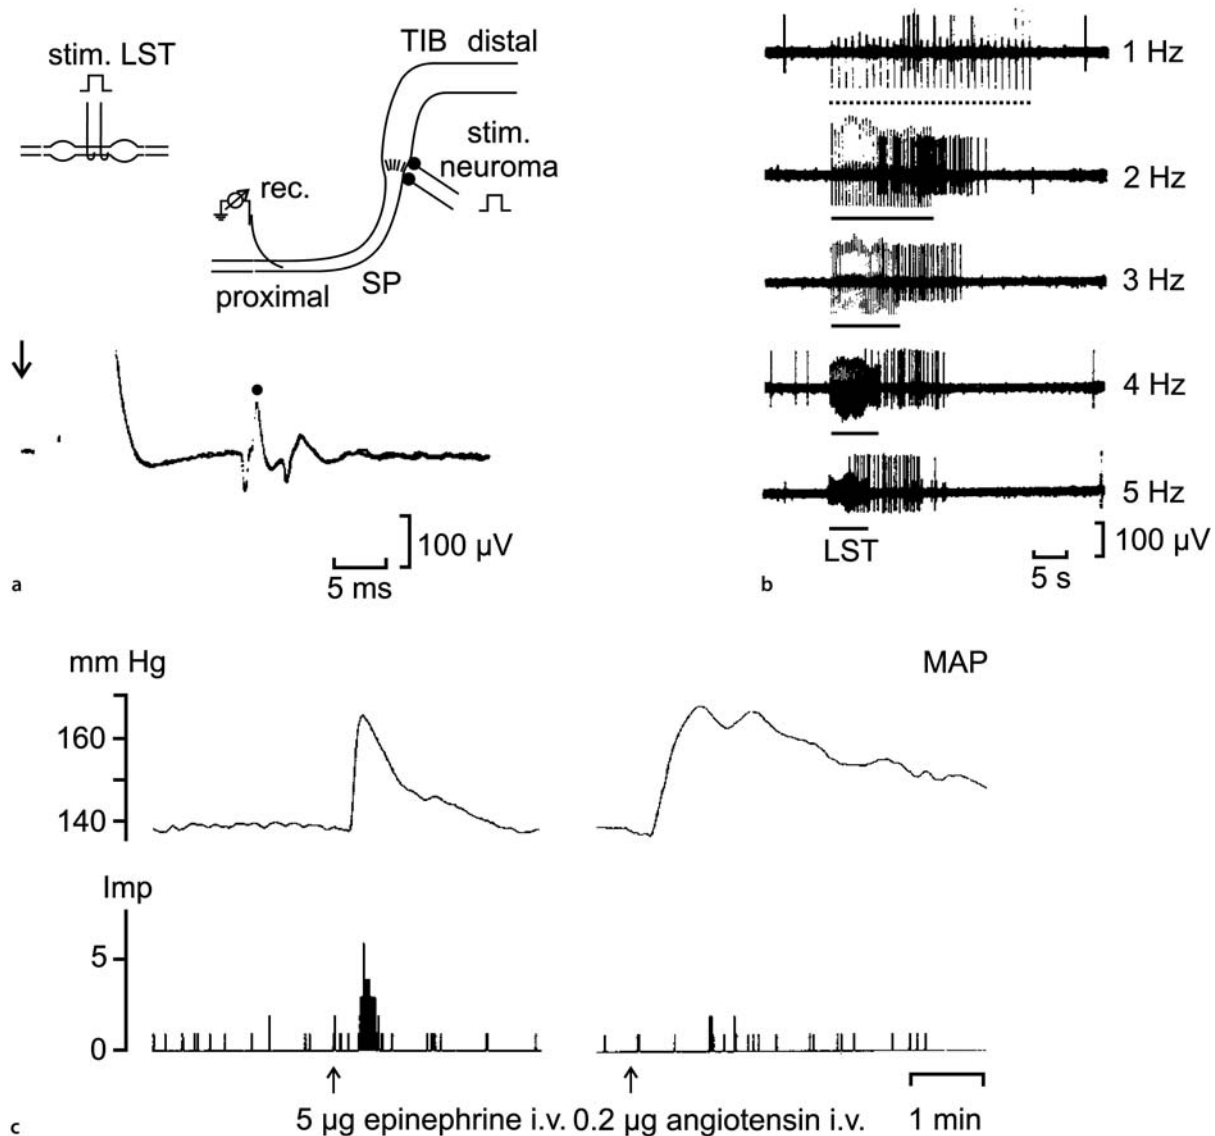 stim. LST
TIB distal
stim.
neuroma
rec.
SP
proximal
100 µV
5 ms
a
1 Hz
2 Hz
3 Hz
4 Hz
5 Hz
LST
100 µV
5 s
b
mm Hg
MAP
160
140
Imp
5
0
5 µg epinephrine i.v. 0.2 µg angiotensin i.v. 1 min
c